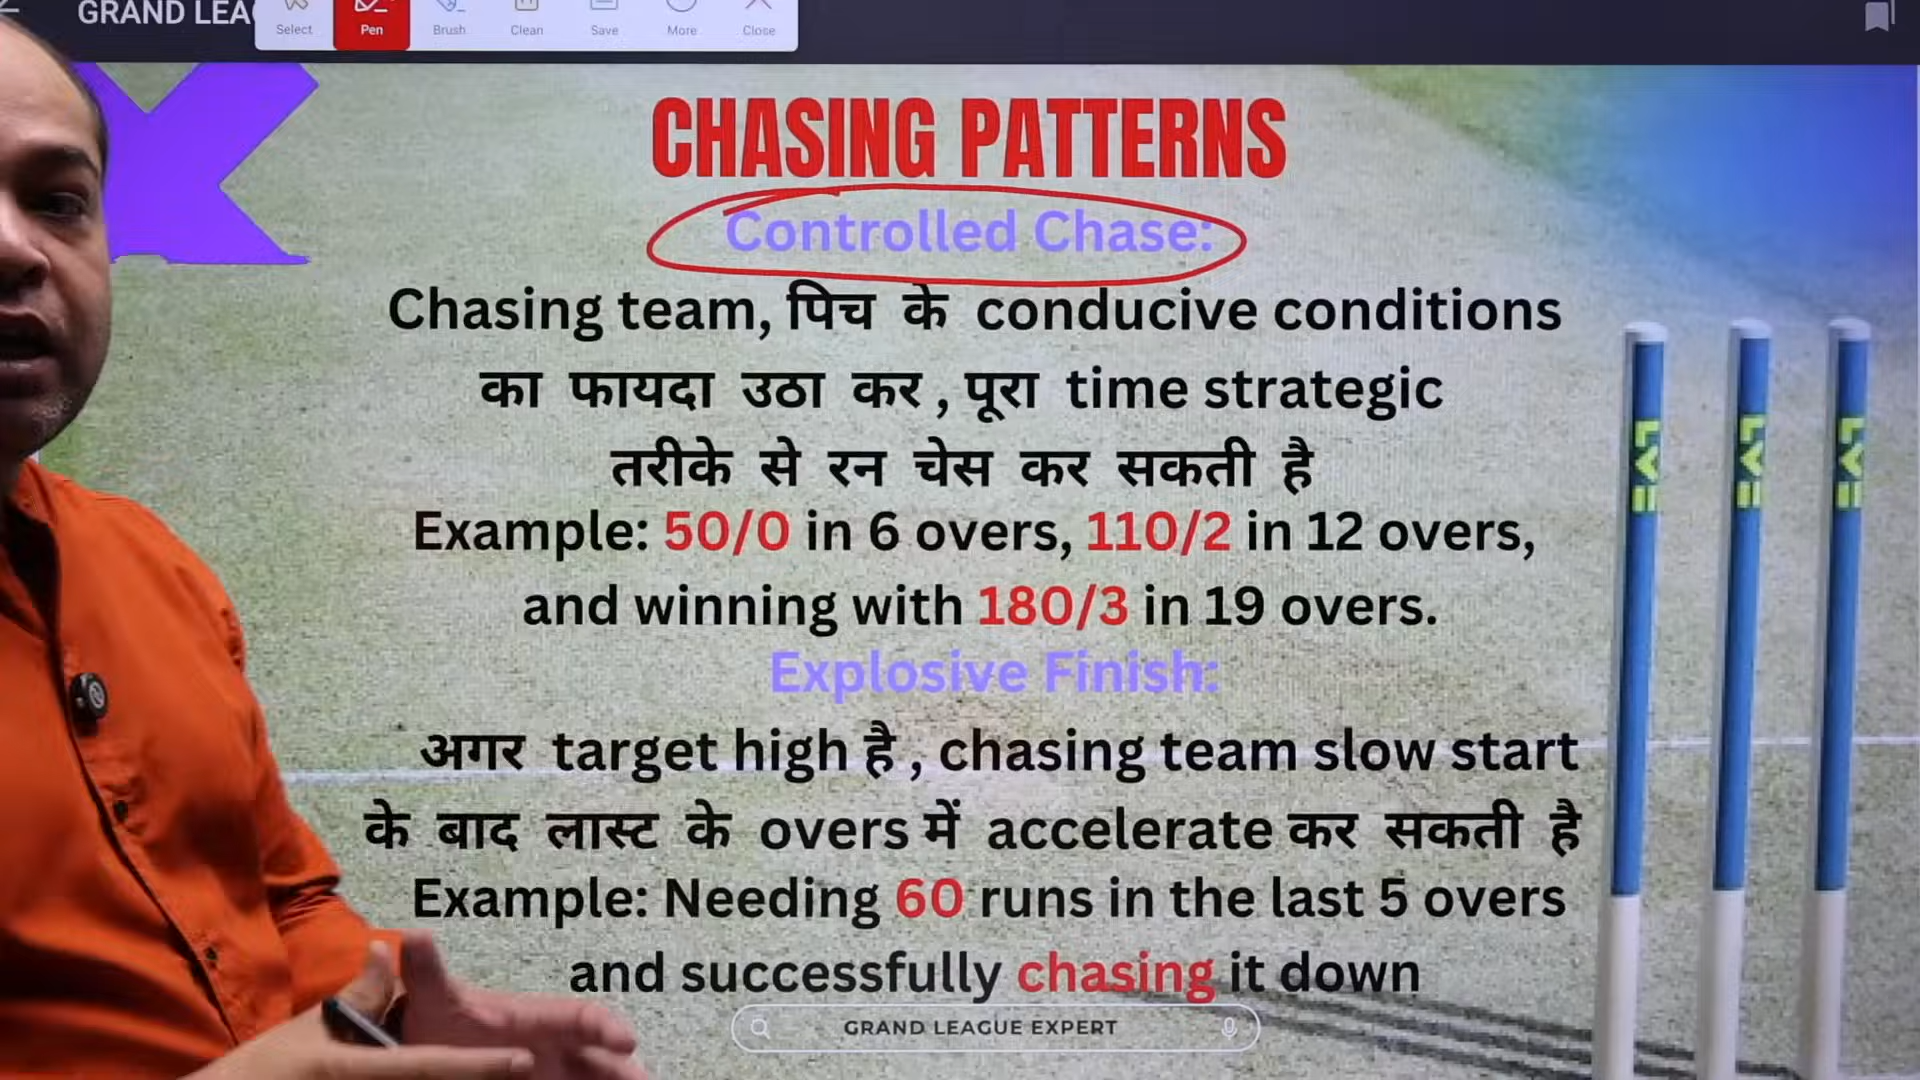 GRAND LEA
Select Pen Brush Clean Save More Close
CHASING PATTERNS
Controlled Chase:
Chasing team, पिच के conducive conditions
का फायदा उठा कर , पूरा time strategic
तरीके से रन चेस कर सकती है
Example: 50/0 in 6 overs, 110/2 in 12 overs,
and winning with 180/3 in 19 overs.
Explosive Finish:
अगर target high है , chasing team slow start
के बाद लास्ट के overs में accelerate कर सकती है
Example: Needing 60 runs in the last 5 overs
and successfully chasing it down
GRAND LEAGUE EXPERT